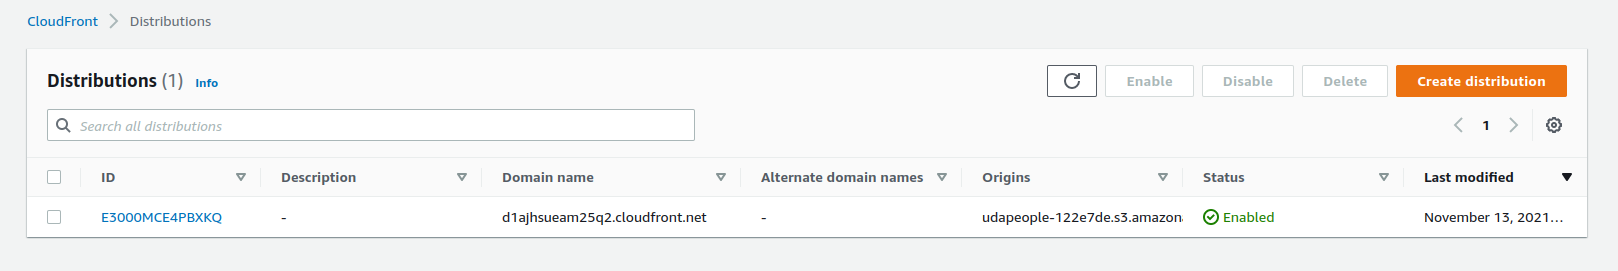 CloudFront > Distributions
Distributions (1) Info
Enable Disable Delete Create distribution
Search all distributions
1
ID Description Domain name Alternate domain names Origins Status Last modified
E3000MCE4PBXKQ - d1ajhsueam25q2.cloudfront.net - udapeople-122e7de.s3.amazon Enabled November 13, 2021...